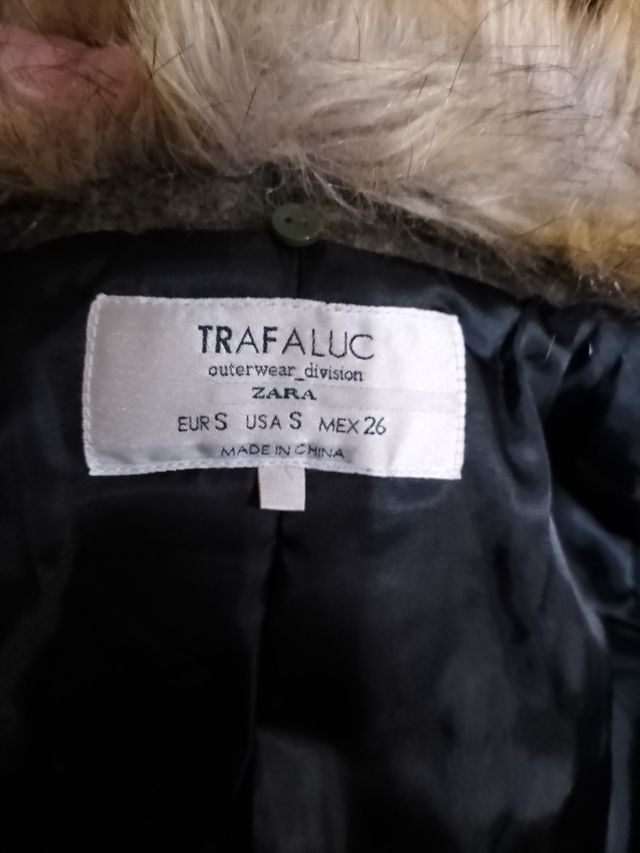 TRAFALUC
outerwear_division
ZARA
EUR S USA S MEX 26
MADE IN CHINA